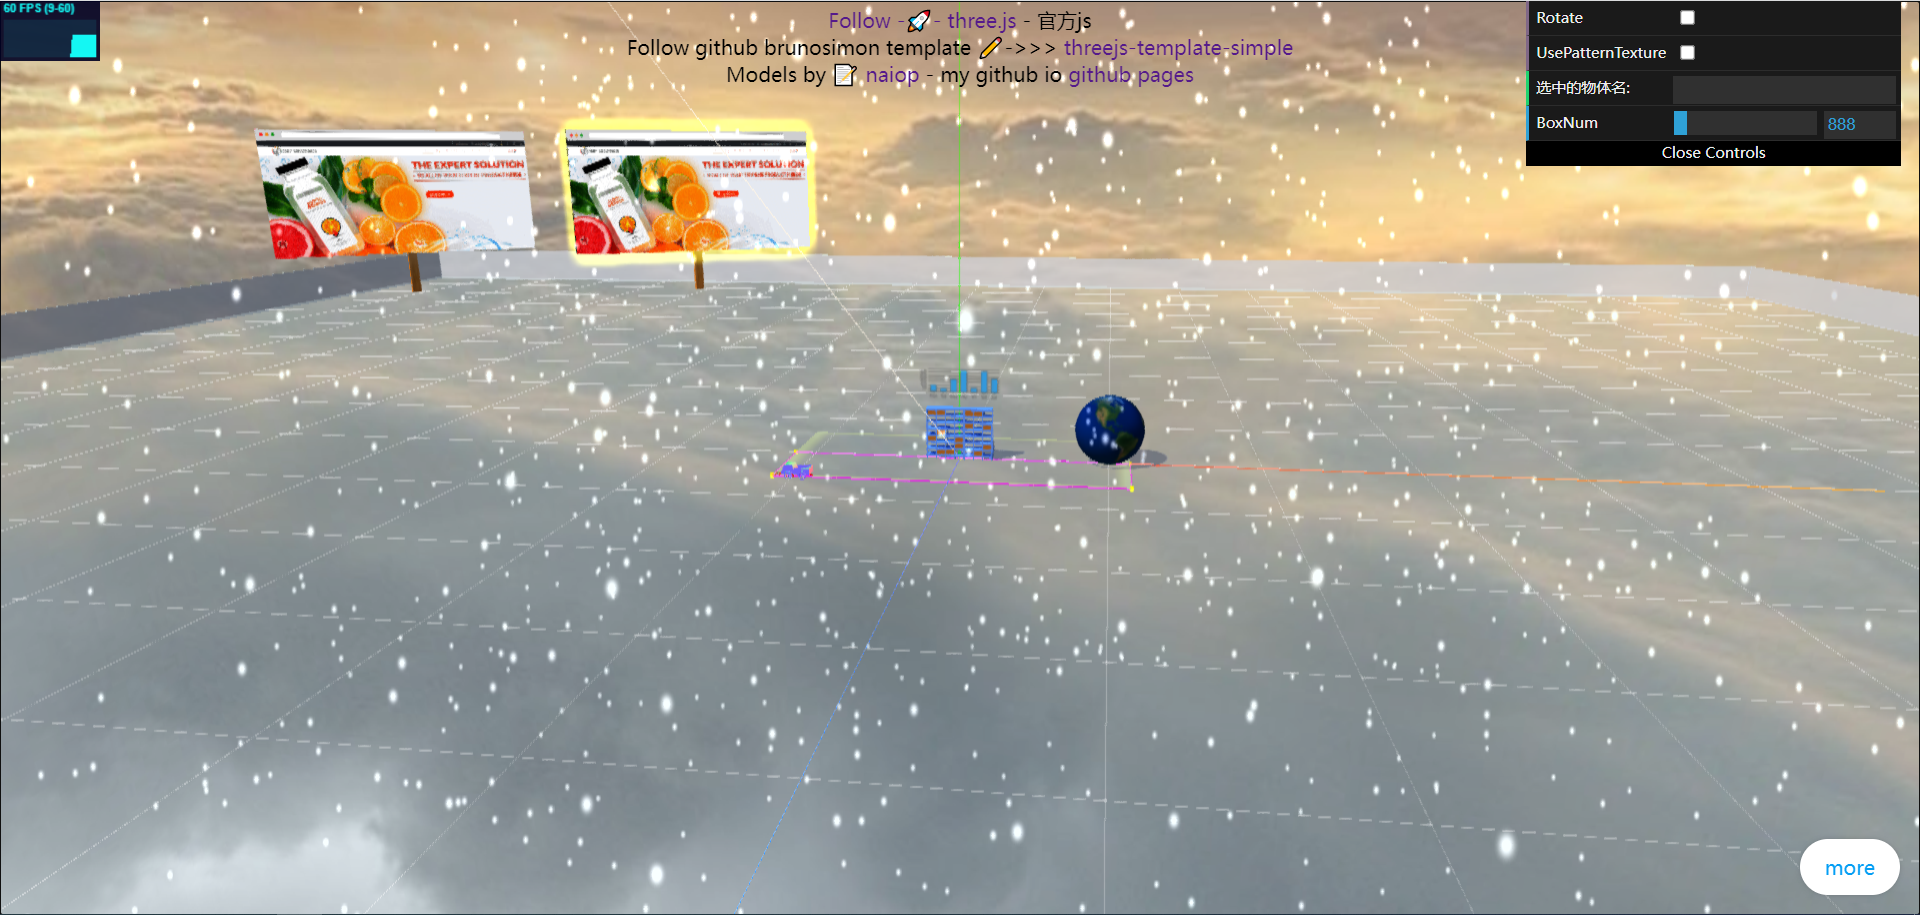 60 FPS (9-60)
Follow -🚀- three.js - 官方js
Follow github brunosimon template ✏️->>> threejs-template-simple
Models by 📝 naiop - my github io github pages
Rotate
UsePatternTexture
选中的物体名:
BoxNum
888
Close Controls
THE EXPERT SOLUTION
THE EXPERT SOLUTION
more